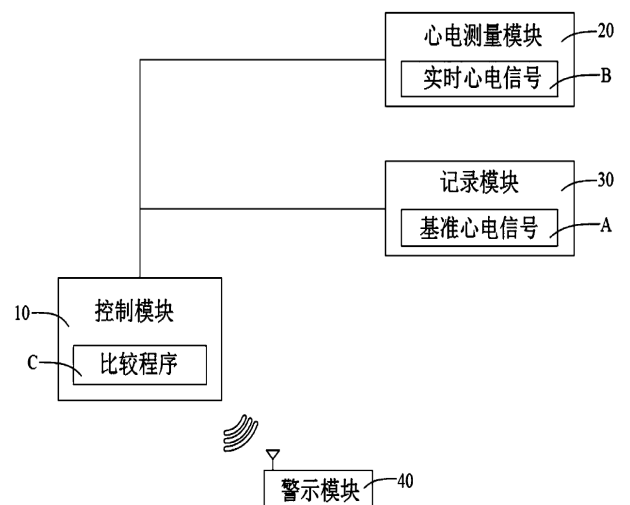 心电测量模块
20
实时心电信号
B
记录模块
30
基准心电信号
A
10
控制模块
C
比较程序
警示模块
40